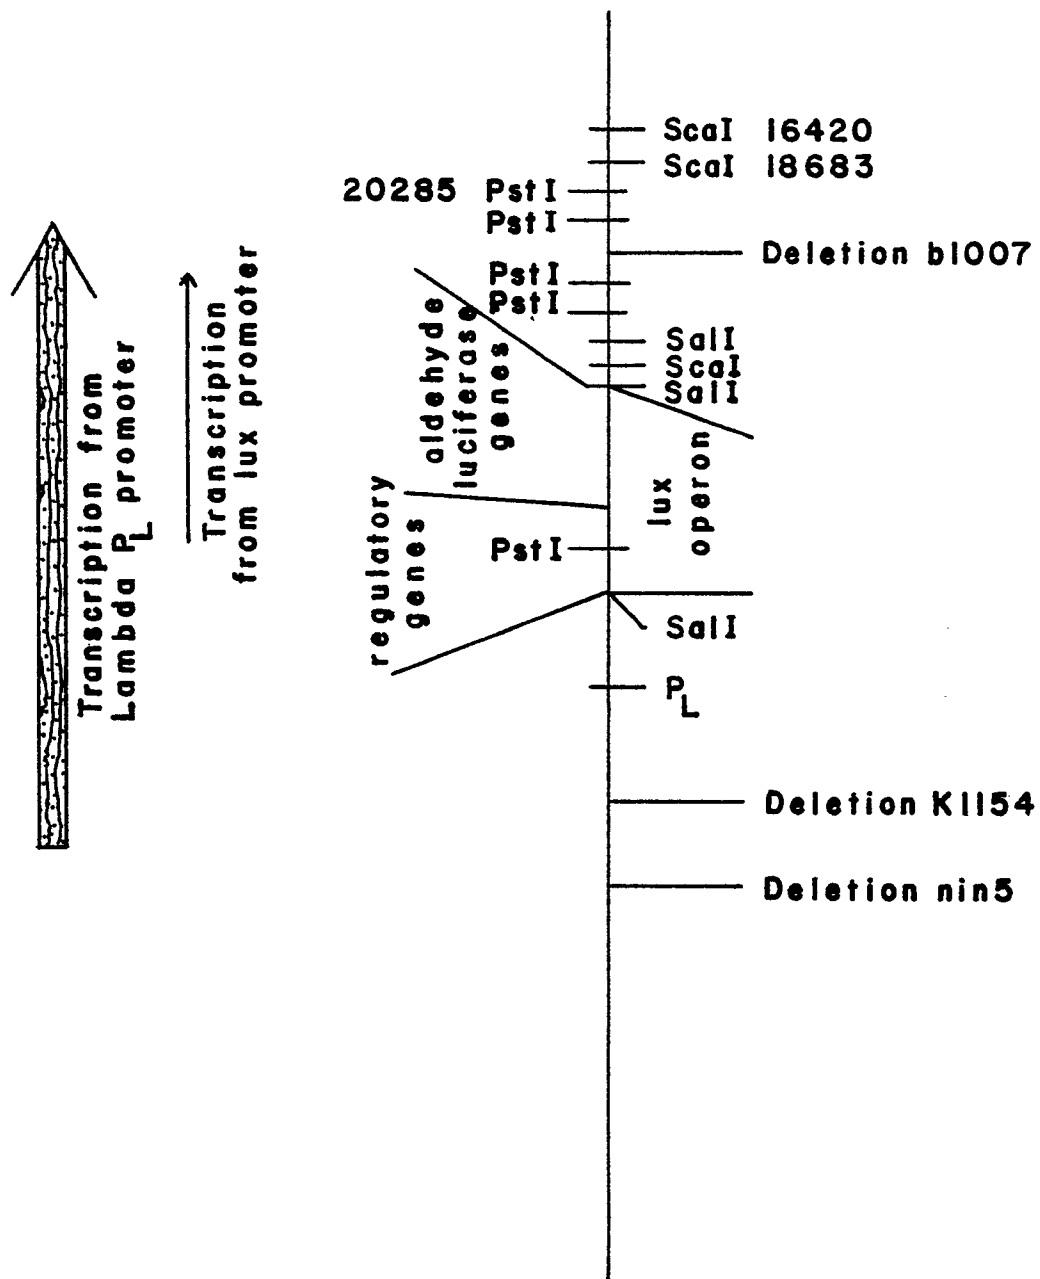 ScaI 16420
ScaI 18683
20285 PstI
PstI
Deletion b1007
PstI
PstI
SalI
ScaI
SalI
aldehyde
luciferase
genes
lux
operon
regulatory
genes
PstI
SalI
PL
Deletion K1154
Deletion nin5
Transcription from
Lambda PL promoter
Transcription
from lux promoter